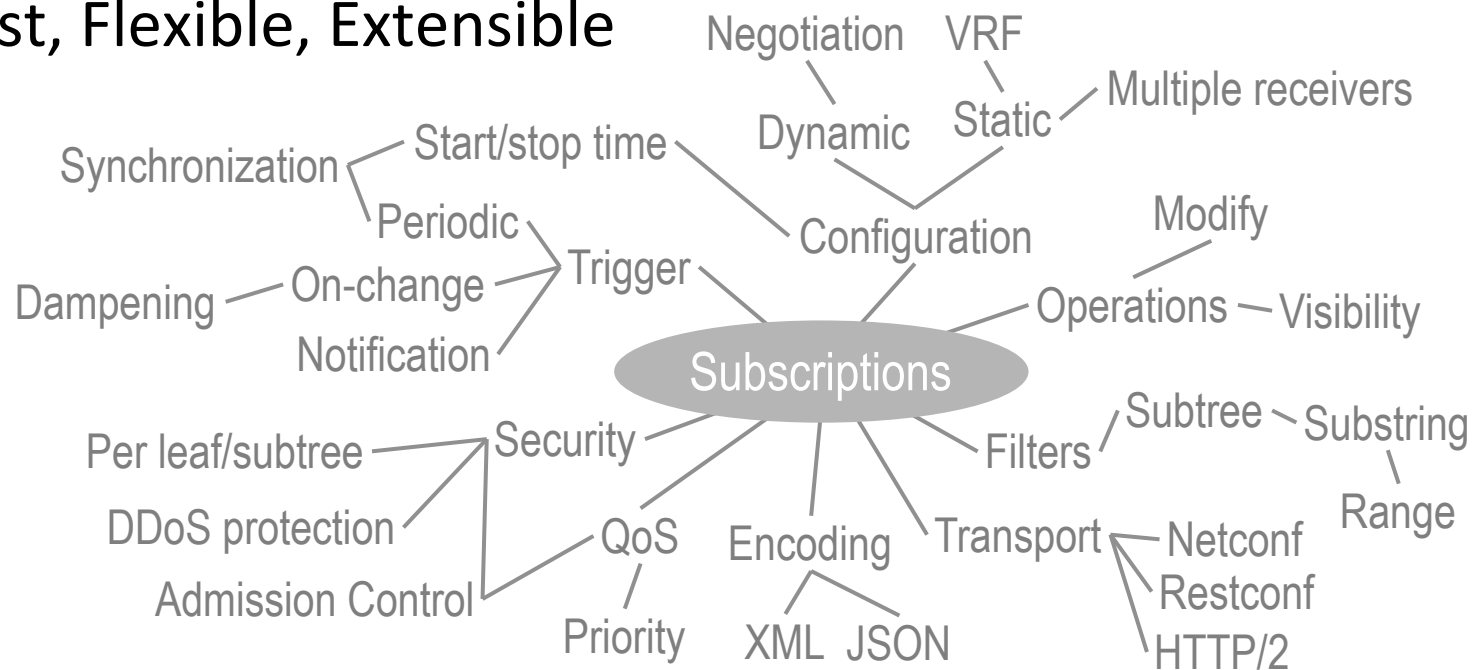 st, Flexible, Extensible
Negotiation
VRF
Multiple receivers
Dynamic
Static
Start/stop time
Synchronization
Periodic
Configuration
Modify
Trigger
On-change
Dampening
Operations
Visibility
Notification
Subscriptions
Subtree
Substring
Security
Per leaf/subtree
Filters
Range
DDoS protection
QoS
Encoding
Transport
Netconf
Restconf
Admission Control
Priority
XML
JSON
HTTP/2